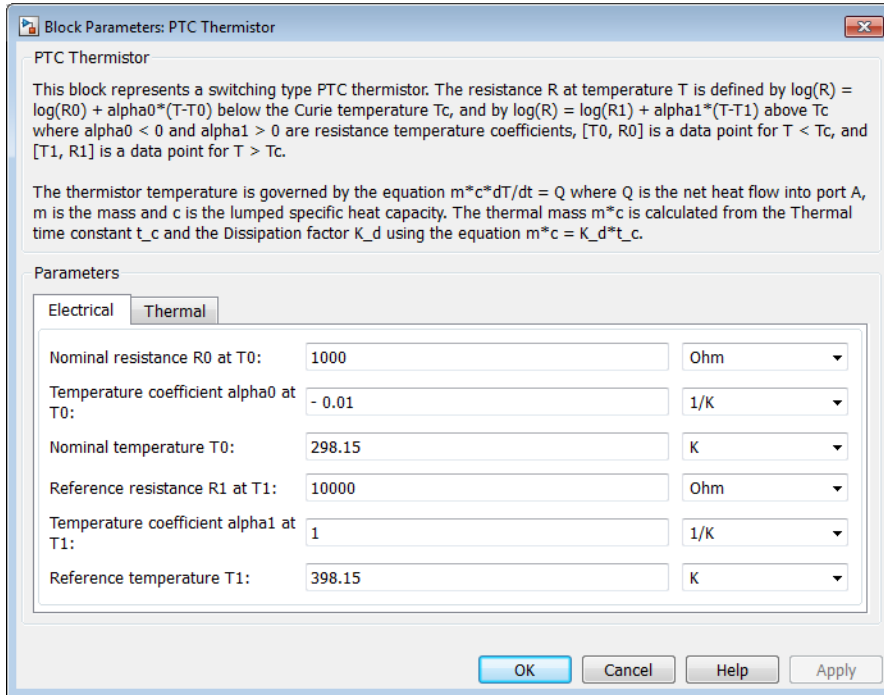 Block Parameters: PTC Thermistor
PTC Thermistor
This block represents a switching type PTC thermistor. The resistance R at temperature T is defined by log(R) =
log(R0) + alpha0*(T-T0) below the Curie temperature Tc, and by log(R) = log(R1) + alpha1*(T-T1) above Tc
where alpha0 < 0 and alpha1 > 0 are resistance temperature coefficients, [T0, R0] is a data point for T < Tc, and
[T1, R1] is a data point for T > Tc.
The thermistor temperature is governed by the equation m*c*dT/dt = Q where Q is the net heat flow into port A,
m is the mass and c is the lumped specific heat capacity. The thermal mass m*c is calculated from the Thermal
time constant t_c and the Dissipation factor K_d using the equation m*c = K_d*t_c.
Parameters
Electrical Thermal
Nominal resistance R0 at T0: 1000 Ohm
Temperature coefficient alpha0 at
T0: - 0.01 1/K
Nominal temperature T0: 298.15 K
Reference resistance R1 at T1: 10000 Ohm
Temperature coefficient alpha1 at
T1: 1 1/K
Reference temperature T1: 398.15 K
OK Cancel Help Apply